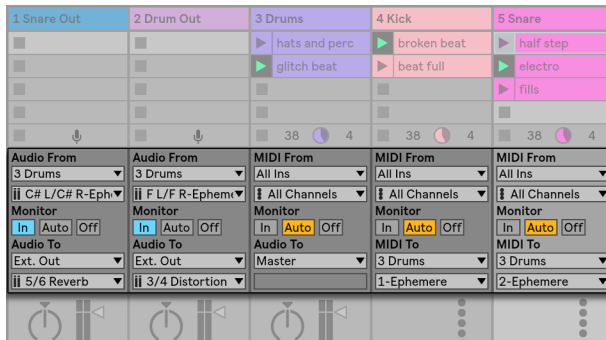 1 Snare Out
2 Drum Out
3 Drums
4 Kick
5 Snare
hats and perc
broken beat
half step
glitch beat
beat full
electro
fills
38 4
38 4
38 4
Audio From
Audio From
MIDI From
MIDI From
MIDI From
3 Drums
3 Drums
All Ins
All Ins
All Ins
C# L/C# R-Eph
F L/F R-Epheme
All Channels
All Channels
All Channels
Monitor
Monitor
Monitor
Monitor
Monitor
In Auto Off
In Auto Off
In Auto Off
In Auto Off
In Auto Off
Audio To
Audio To
Audio To
MIDI To
MIDI To
Ext. Out
Ext. Out
Master
3 Drums
3 Drums
5/6 Reverb
3/4 Distortion
1-Ephemere
2-Ephemere